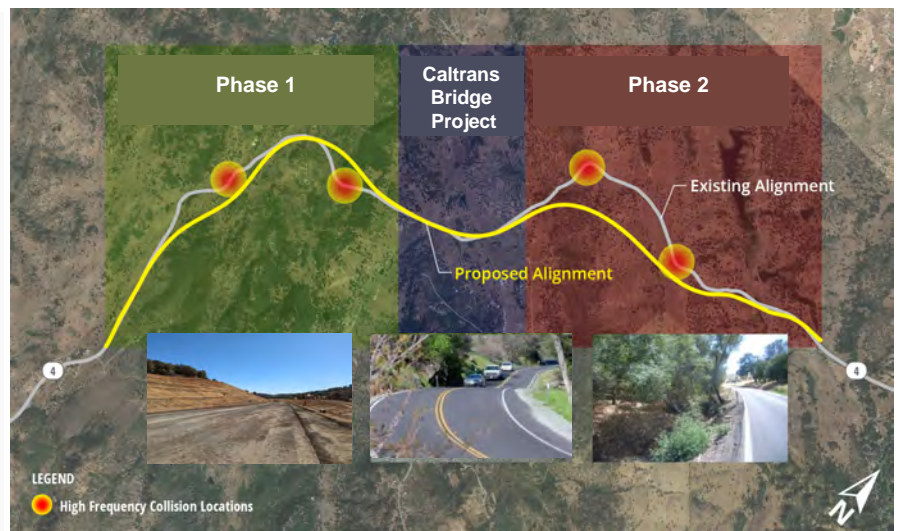 Phase 1
Caltrans
Bridge
Project
Phase 2
Existing Alignment
Proposed Alignment
4
4
LEGEND
High Frequency Collision Locations
N